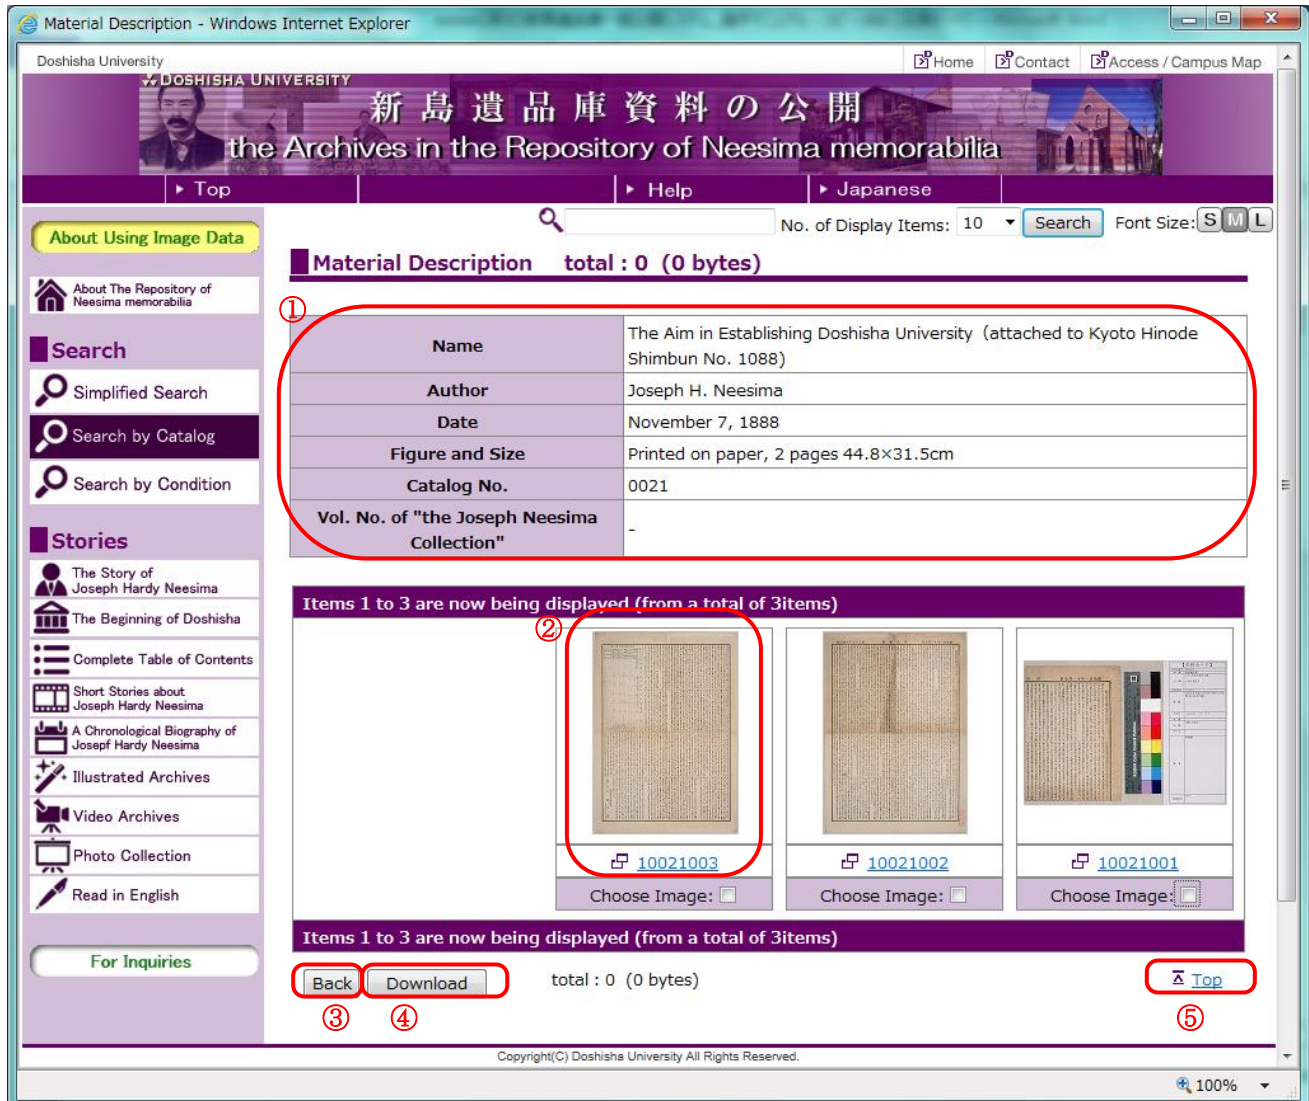 Material Description - Windows Internet Explorer
Doshisha University
Home
Contact
Access / Campus Map
DOSHISHA UNIVERSITY
新島遺品庫資料の公開
the Archives in the Repository of Neesima memorabilia
Top
Help
Japanese
No. of Display Items: 10
Search
Font Size: S M L
About Using Image Data
About The Repository of
Neesima memorabilia
Search
Simplified Search
Search by Catalog
Search by Condition
Stories
The Story of
Joseph Hardy Neesima
The Beginning of Doshisha
Complete Table of Contents
Short Stories about
Joseph Hardy Neesima
A Chronological Biography of
Josepf Hardy Neesima
Illustrated Archives
Video Archives
Photo Collection
Read in English
For Inquiries
Material Description total : 0 (0 bytes)
①
Name
The Aim in Establishing Doshisha University (attached to Kyoto Hinode
Shimbun No. 1088)
Author
Joseph H. Neesima
Date
November 7, 1888
Figure and Size
Printed on paper, 2 pages 44.8×31.5cm
Catalog No.
0021
Vol. No. of "the Joseph Neesima
Collection"
-
Items 1 to 3 are now being displayed (from a total of 3items)
②
10021003
10021002
10021001
Choose Image:
Choose Image:
Choose Image:
Items 1 to 3 are now being displayed (from a total of 3items)
Back
Download
total : 0 (0 bytes)
Top
③
④
⑤
Copyright(C) Doshisha University All Rights Reserved.
100%